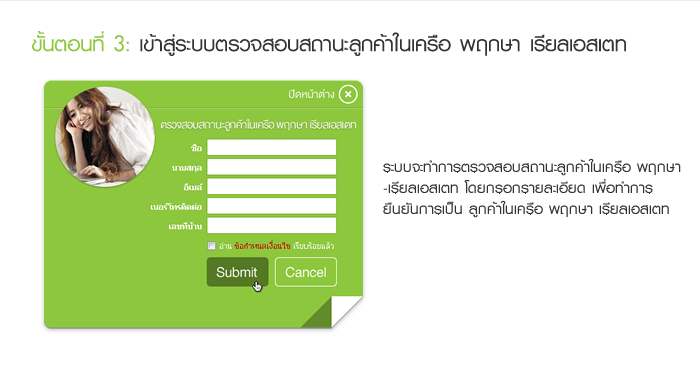 ขั้นตอนที่ 3: เข้าสู่ระบบตรวจสอบสถานะลูกค้าในเครือ พฤกษา เรียลเอสเตท
ปิดหน้าต่าง
ตรวจสอบสถานะลูกค้าในเครือ พฤกษา เรียลเอสเตท
ชื่อ
นามสกุล
อีเมล์
เบอร์โทรติดต่อ
เลขที่บ้าน
อ่าน ข้อกำหนดเงื่อนไข เรียบร้อยแล้ว
Submit Cancel
ระบบจะทำการตรวจสอบสถานะลูกค้าในเครือ พฤกษา
-เรียลเอสเตท โดยกรอกรายละเอียด เพื่อทำการ
ยืนยันการเป็น ลูกค้าในเครือ พฤกษา เรียลเอสเตท